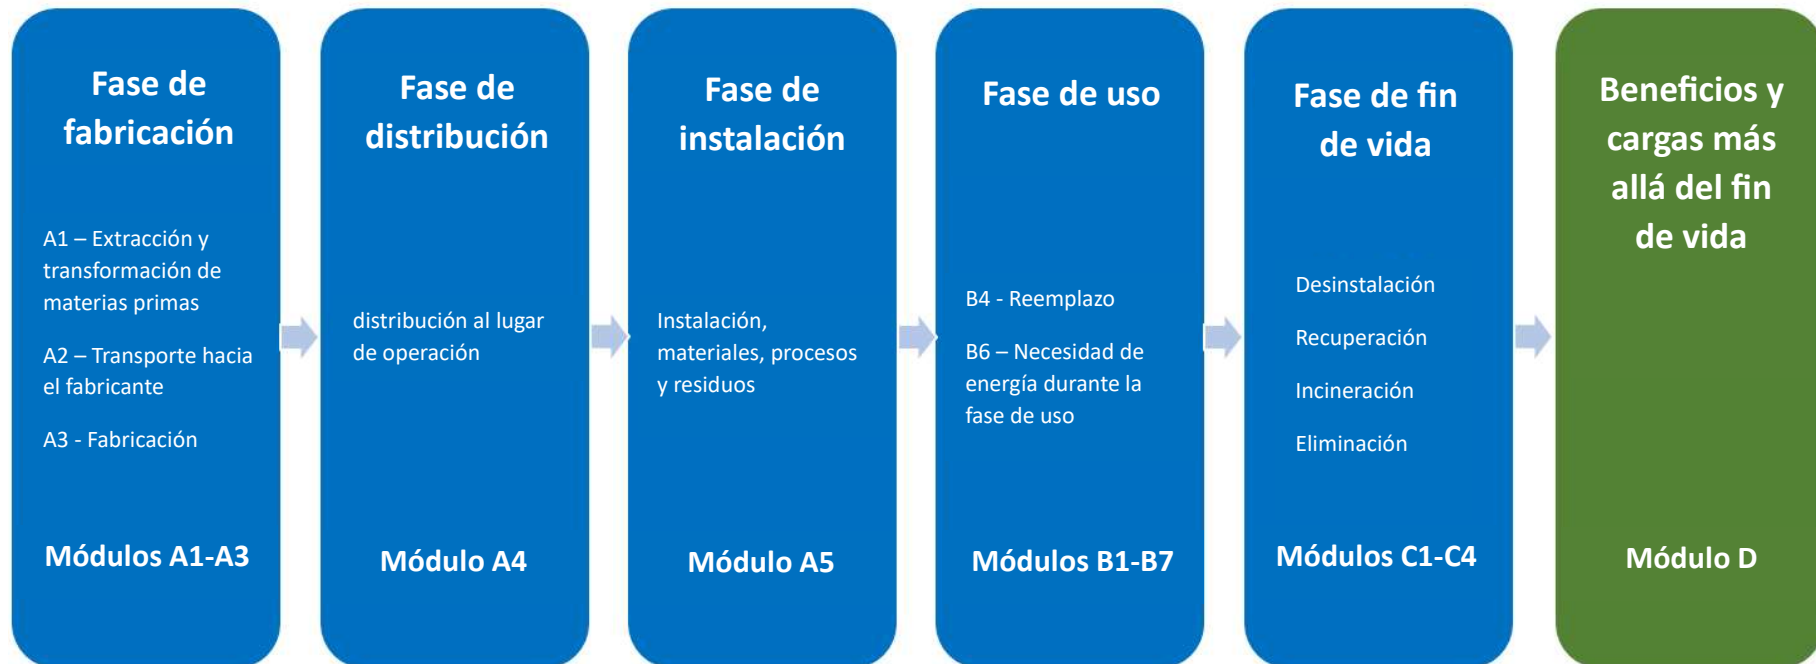 Fase de
fabricación
A1 – Extracción y
transformación de
materias primas
A2 – Transporte hacia
el fabricante
A3 - Fabricación
Módulos A1-A3
Fase de
distribución
distribución al lugar
de operación
Módulo A4
Fase de
instalación
Instalación,
materiales, procesos
y residuos
Módulo A5
Fase de uso
B4 - Reemplazo
B6 – Necesidad de
energía durante la
fase de uso
Módulos B1-B7
Fase de fin
de vida
Desinstalación
Recuperación
Incineración
Eliminación
Módulos C1-C4
Beneficios y
cargas más
allá del fin
de vida
Módulo D